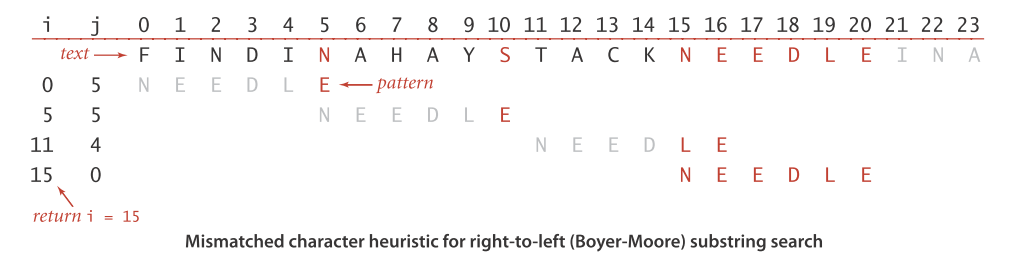 i j 0 1 2 3 4 5 6 7 8 9 10 11 12 13 14 15 16 17 18 19 20 21 22 23
text F I N D I N A H A Y S T A C K N E E D L E I N A
0 5 N E E D L E pattern
5 5 N E E D L E
11 4 N E E D L E
15 0 N E E D L E
return i = 15
Mismatched character heuristic for right-to-left (Boyer-Moore) substring search